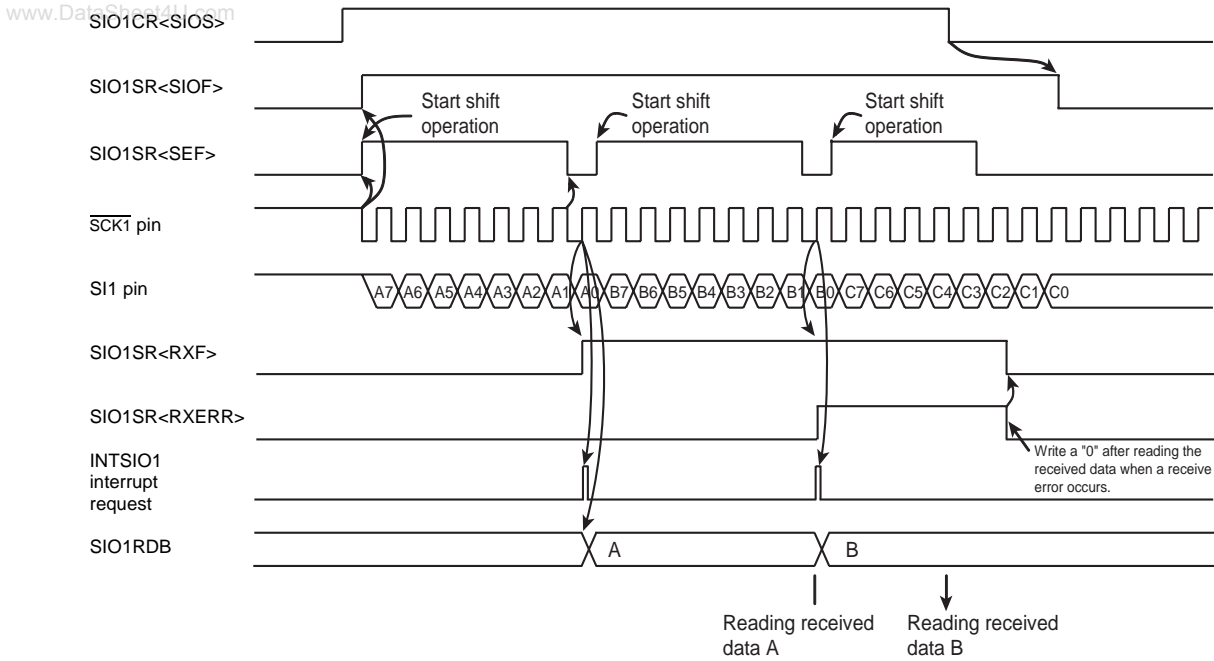 www.DataSheet4U.com
SIO1CR<SIOS>
SIO1SR<SIOF>
Start shift
operation
Start shift
operation
Start shift
operation
SIO1SR<SEF>
SCK1 pin
SI1 pin
A7 A6 A5 A4 A3 A2 A1 A0 B7 B6 B5 B4 B3 B2 B1 B0 C7 C6 C5 C4 C3 C2 C1 C0
SIO1SR<RXF>
SIO1SR<RXERR>
Write a "0" after reading the
received data when a receive
error occurs.
INTSIO1
interrupt
request
SIO1RDB
A
B
Reading received
data A
Reading received
data B